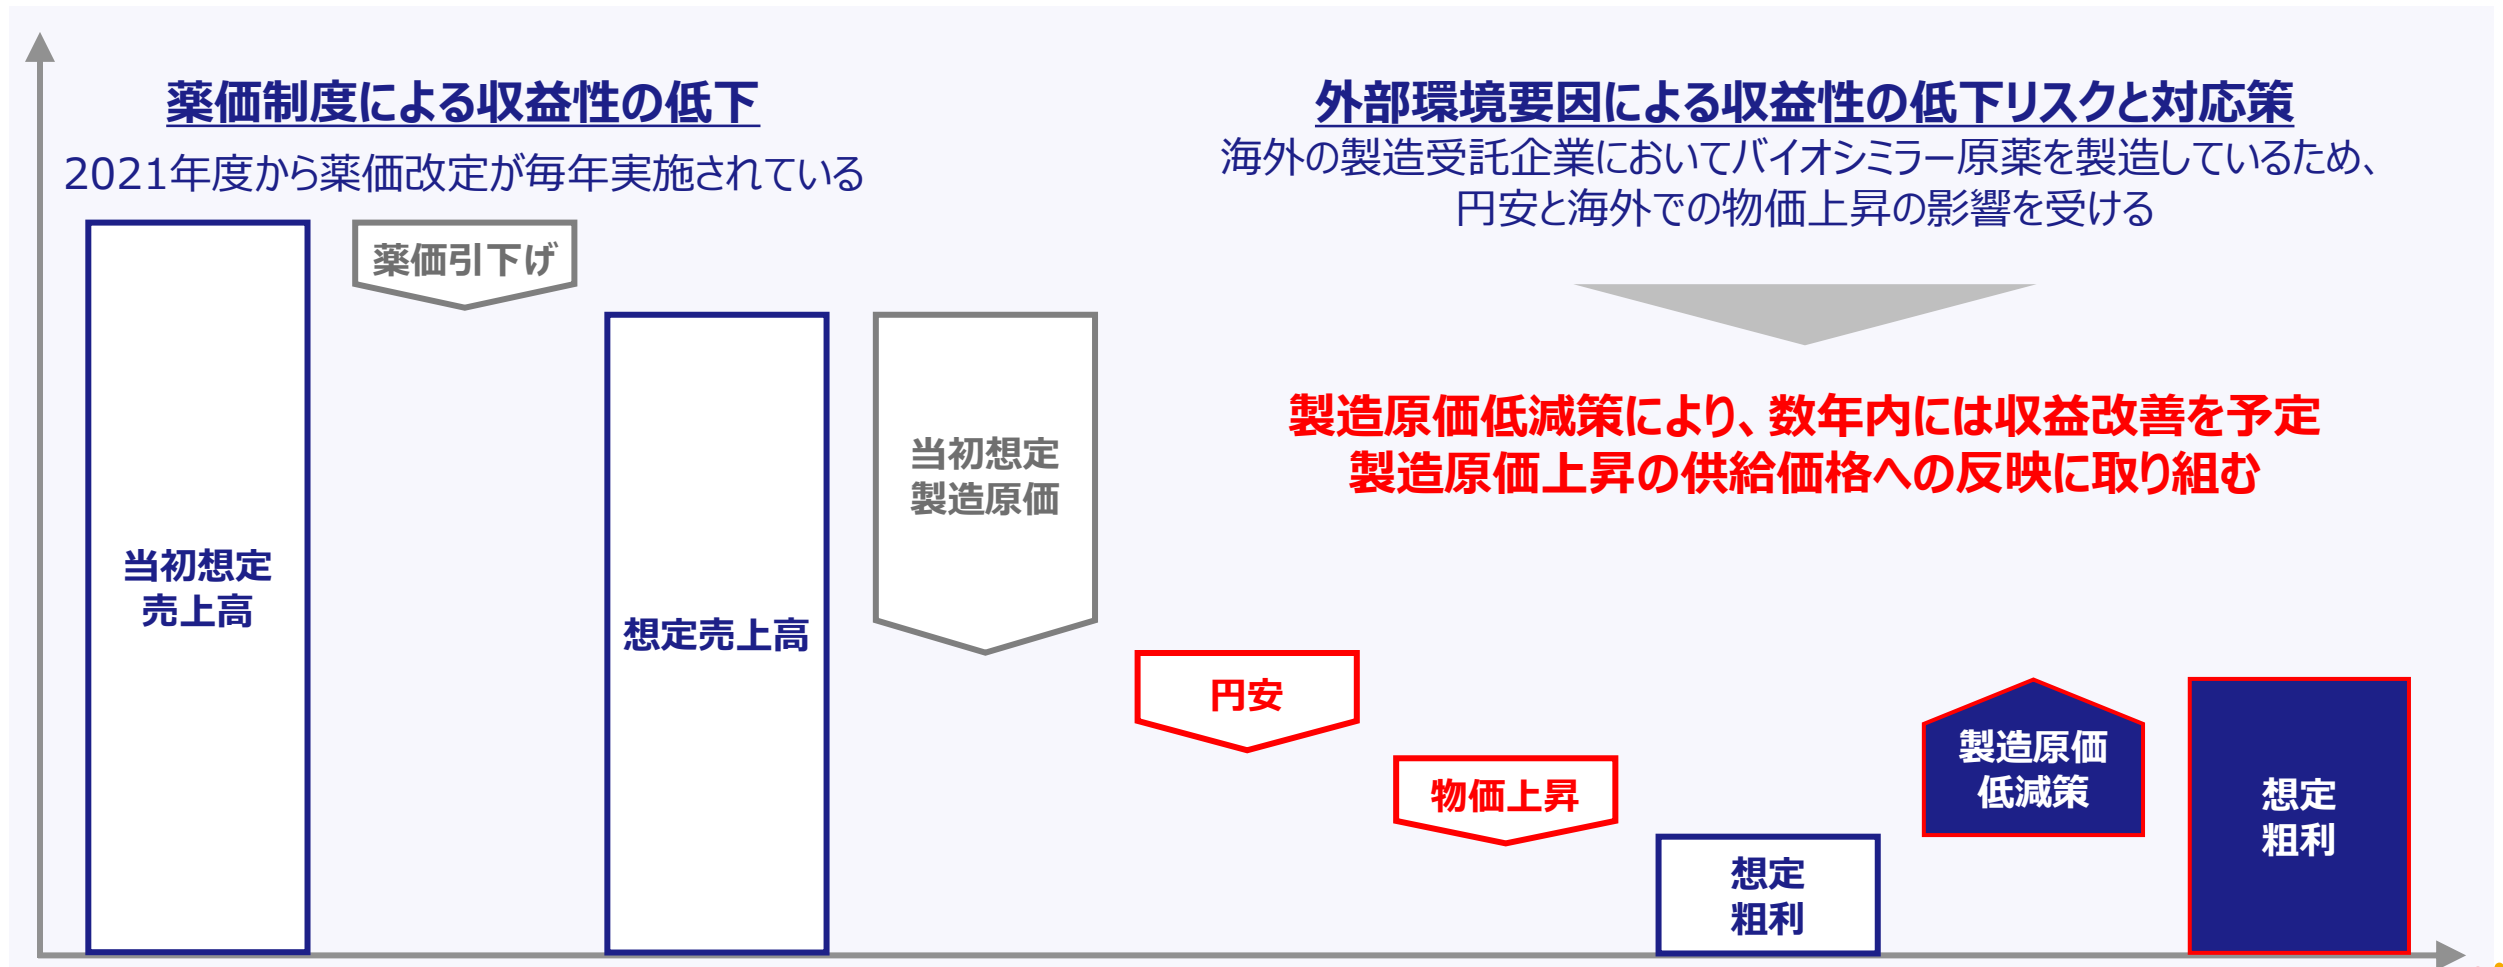 薬価制度による収益性の低下
2021年度から薬価改定が毎年実施されている
外部環境要因による収益性の低下リスクと対応策
海外の製造受託企業においてバイオシミラー原薬を製造しているため、
円安と海外での物価上昇の影響を受ける
製造原価低減策により、数年内には収益改善を予定
製造原価上昇の供給価格への反映に取り組む
当初想定
売上高
薬価引下げ
想定売上高
当初想定
製造原価
円安
物価上昇
想定
粗利
製造原価
低減策
想定
粗利